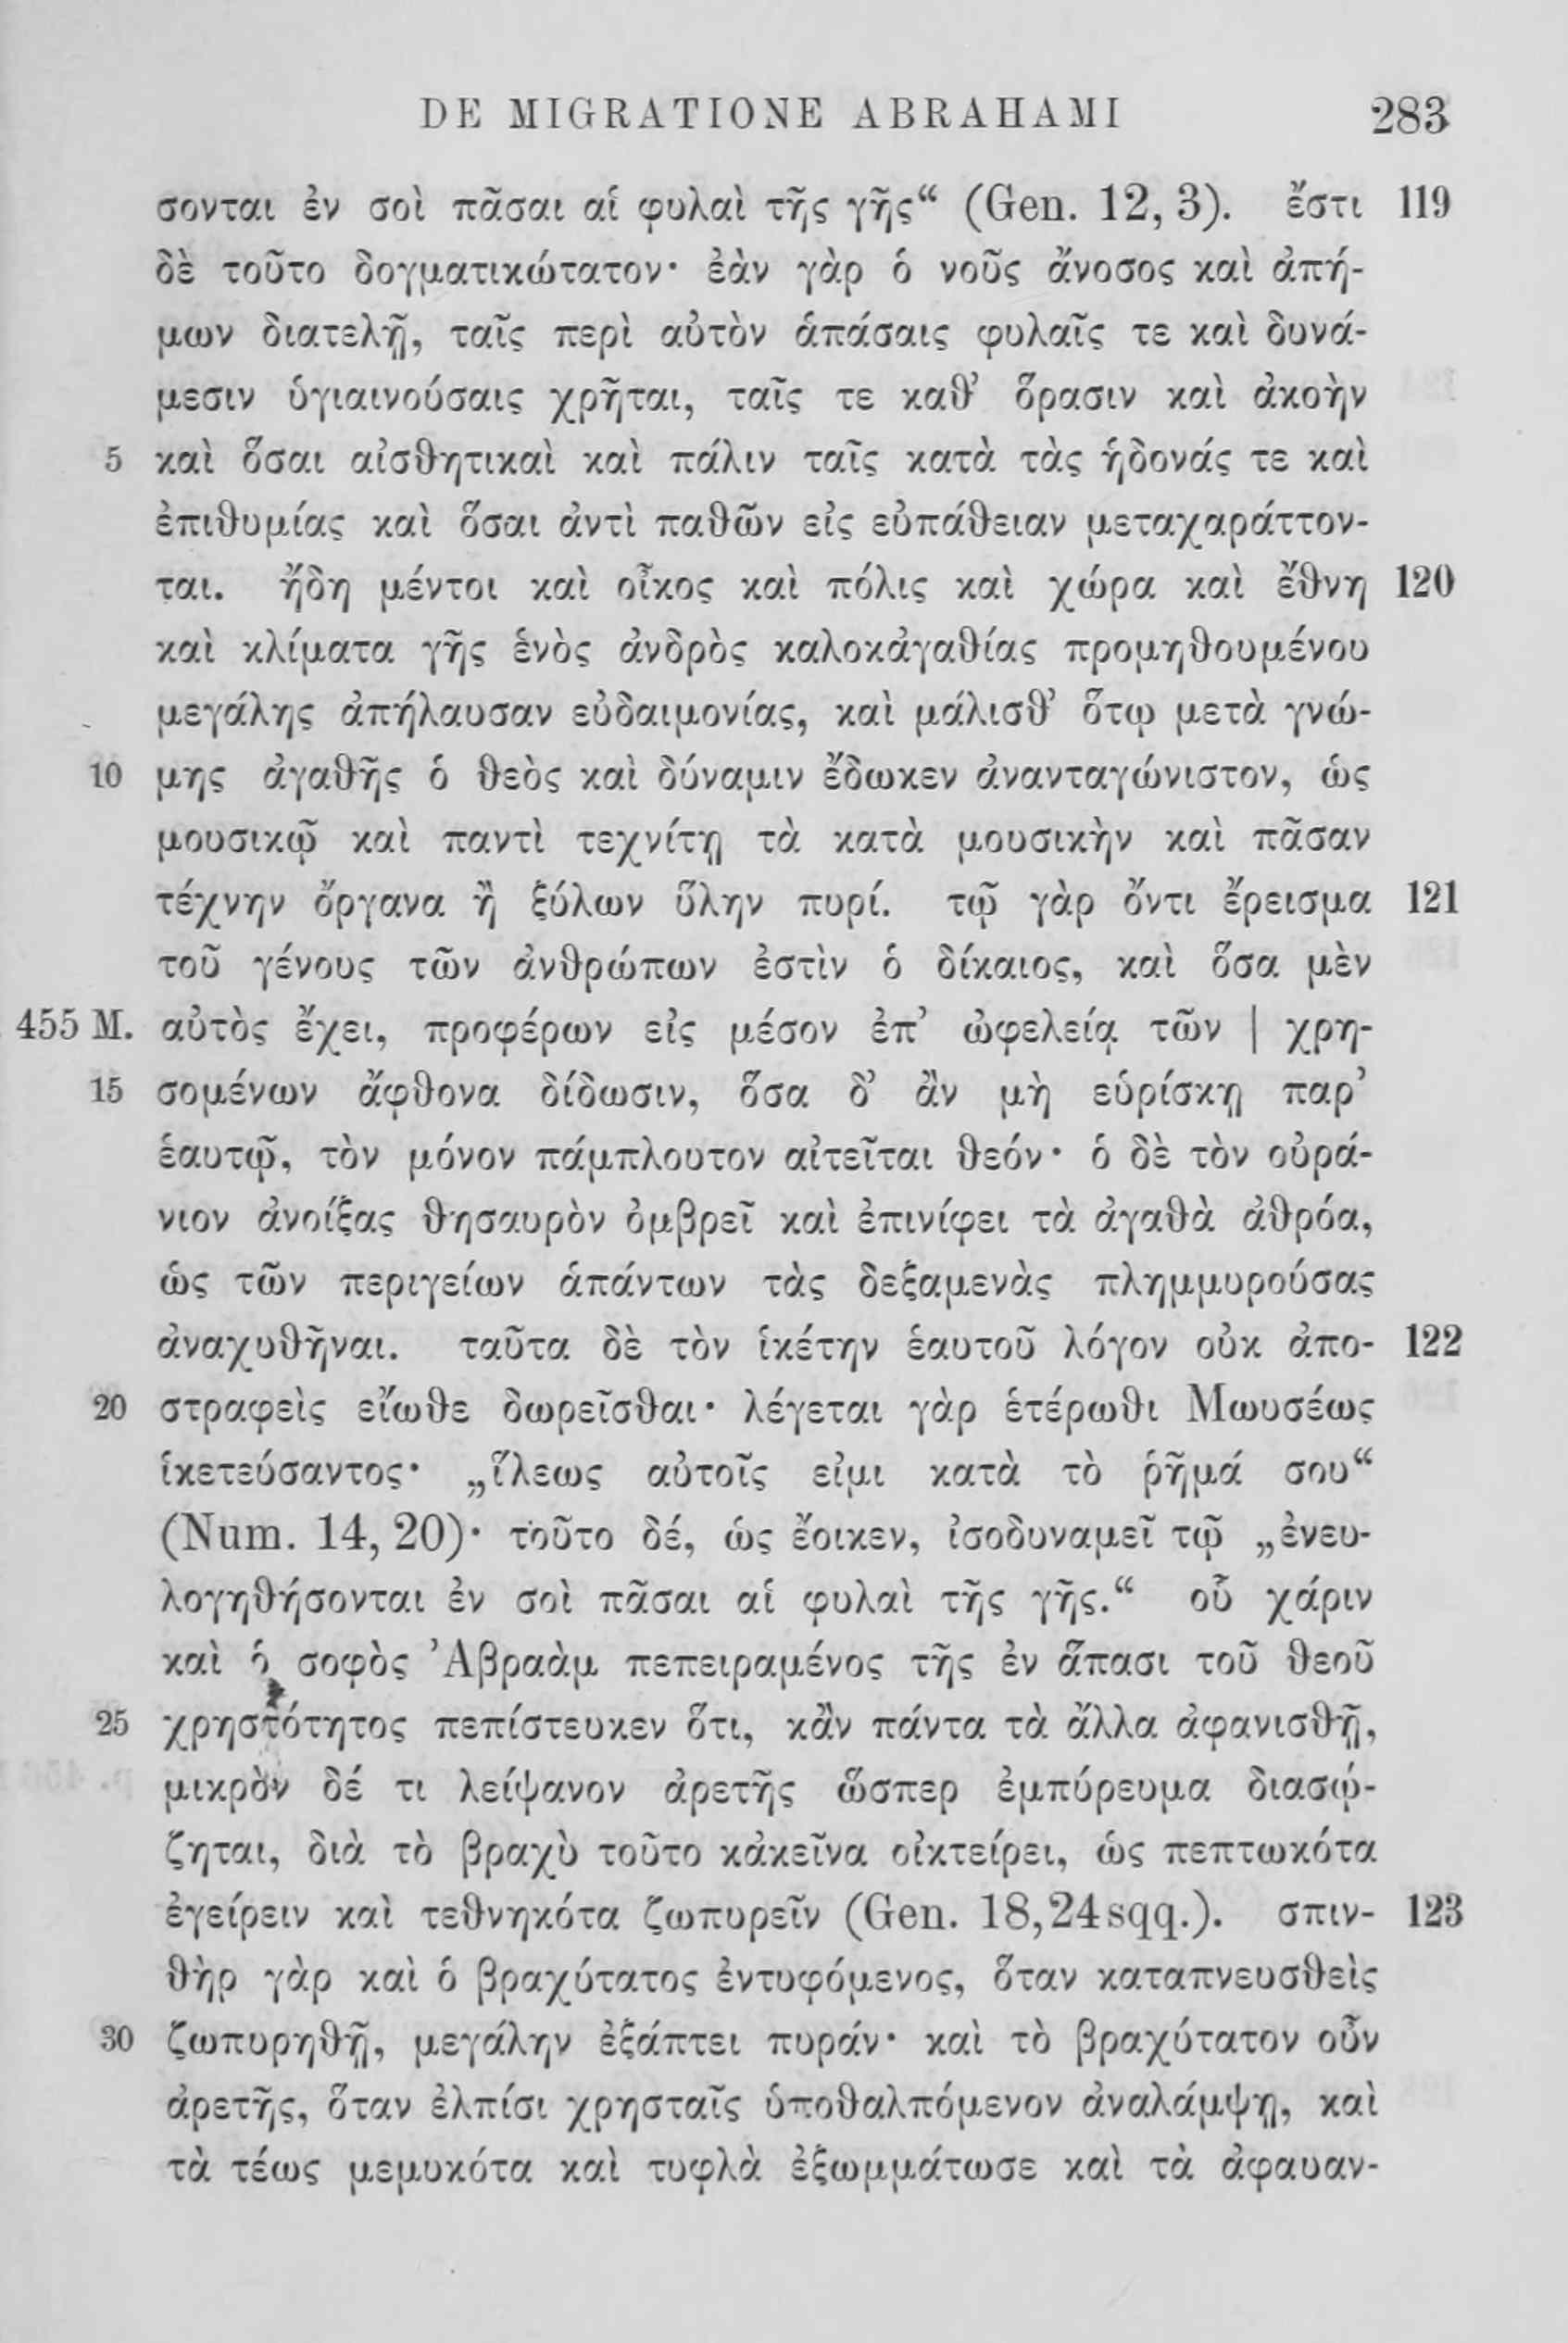 DE MIGRATIONE ABRAHAMI 283
σονται ἐν σοὶ πᾶσαι αἱ φυλαὶ τῆς γῆς“ (Gen. 12, 3). ἔστι 119
δὲ τοῦτο δογματικώτατον· ἐὰν γὰρ ὁ νοῦς ἄνοσος καὶ ἀπή-
μων διατελῇ, ταῖς περὶ αὐτὸν ἁπάσαις φυλαῖς τε καὶ δυνά-
μεσιν ὑγιαινούσαις χρῆται, ταῖς τε καθ’ ὅρασιν καὶ ἀκοὴν
5 καὶ ὅσαι αἰσθητικαὶ καὶ πάλιν ταῖς κατὰ τὰς ἡδονάς τε καὶ
ἐπιθυμίας καὶ ὅσαι ἀντὶ παθῶν εἰς εὐπάθειαν μεταχαράττον-
ται. ἤδη μέντοι καὶ οἶκος καὶ πόλις καὶ χώρα καὶ ἔθνη 120
καὶ κλίματα γῆς ἑνὸς ἀνδρὸς καλοκἀγαθίας προμηθουμένου
μεγάλης ἀπήλαυσαν εὐδαιμονίας, καὶ μάλισθ’ ὅτῳ μετὰ γνώ-
10 μης ἀγαθῆς ὁ θεὸς καὶ δύναμιν ἔδωκεν ἀνανταγώνιστον, ὡς
μουσικῷ καὶ παντὶ τεχνίτῃ τὰ κατὰ μουσικὴν καὶ πᾶσαν
τέχνην ὄργανα ἢ ξύλων ὕλην πυρί. τῷ γὰρ ὄντι ἔρεισμα 121
τοῦ γένους τῶν ἀνθρώπων ἐστὶν ὁ δίκαιος, καὶ ὅσα μὲν
455 M. αὐτὸς ἔχει, προφέρων εἰς μέσον ἐπ’ ὠφελείᾳ τῶν | χρη-
15 σομένων ἄφθονα δίδωσιν, ὅσα δ’ ἂν μὴ εὑρίσκῃ παρ’
ἑαυτῷ, τὸν μόνον πάμπλουτον αἰτεῖται θεόν· ὁ δὲ τὸν οὐρά-
νιον ἀνοίξας θησαυρὸν ὀμβρεῖ καὶ ἐπινίφει τὰ ἀγαθὰ ἀθρόα,
ὡς τῶν περιγείων ἁπάντων τὰς δεξαμενὰς πλημμυρούσας
ἀναχυθῆναι. ταῦτα δὲ τὸν ἱκέτην ἑαυτοῦ λόγον οὐκ ἀπο- 122
20 στραφεὶς εἴωθε δωρεῖσθαι· λέγεται γὰρ ἑτέρωθι Μωυσέως
ἱκετεύσαντος· „ἵλεως αὐτοῖς εἰμι κατὰ τὸ ῥῆμά σου“
(Num. 14, 20)· τοῦτο δέ, ὡς ἔοικεν, ἰσοδυναμεῖ τῷ „ἐνευ-
λογηθήσονται ἐν σοὶ πᾶσαι αἱ φυλαὶ τῆς γῆς.“ οὗ χάριν
καὶ ὁ σοφὸς Ἀβραὰμ πεπειραμένος τῆς ἐν ἅπασι τοῦ θεοῦ
25 χρηστότητος πεπίστευκεν ὅτι, κἂν πάντα τὰ ἄλλα ἀφανισθῇ,
μικρὸν δέ τι λείψανον ἀρετῆς ὥσπερ ἐμπύρευμα διασῴ-
ζηται, διὰ τὸ βραχὺ τοῦτο κἀκεῖνα οἰκτείρει, ὡς πεπτωκότα
ἐγείρειν καὶ τεθνηκότα ζωπυρεῖν (Gen. 18,24sqq.). σπιν- 123
θὴρ γὰρ καὶ ὁ βραχύτατος ἐντυφόμενος, ὅταν καταπνευσθεὶς
30 ζωπυρηθῇ, μεγάλην ἐξάπτει πυράν· καὶ τὸ βραχύτατον οὖν
ἀρετῆς, ὅταν ἐλπίσι χρησταῖς ὑποθαλπόμενον ἀναλάμψῃ, καὶ
τὰ τέως μεμυκότα καὶ τυφλὰ ἐξωμμάτωσε καὶ τὰ ἀφαυαν-